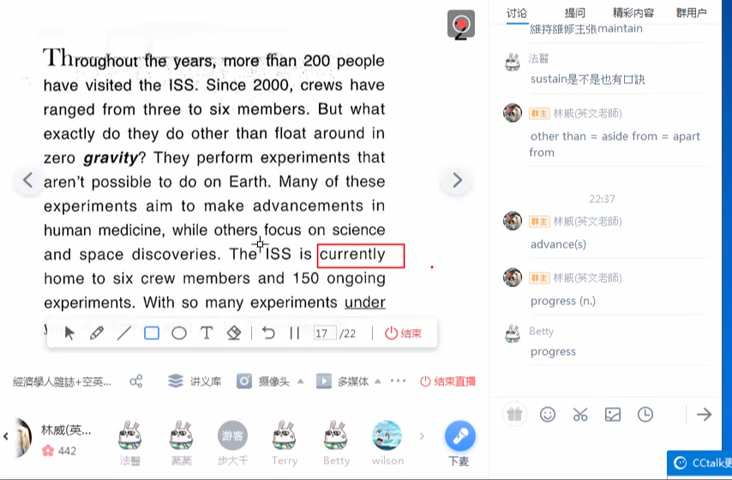 Throughout the years, more than 200 people
have visited the ISS. Since 2000, crews have
ranged from three to six members. But what
exactly do they do other than float around in
zero gravity? They perform experiments that
aren't possible to do on Earth. Many of these
experiments aim to make advancements in
human medicine, while others focus on science
and space discoveries. The ISS is currently
home to six crew members and 150 ongoing
experiments. With so many experiments under
2
T
17 /22
结束
經濟學人雜誌+空英...
讲义库
摄像头
多媒体
结束直播
林威(英...
442
法醫
萬萬
游客
步大千
Terry
Betty
wilson
下麦
讨论
提问
精彩内容
群用户
維持維修主張maintain
法醫
sustain是不是也有口訣
群主 林威(英文老師)
other than = aside from = apart
from
22:37
群主 林威(英文老師)
advance(s)
群主 林威(英文老師)
progress (n.)
Betty
progress
CCtalk更